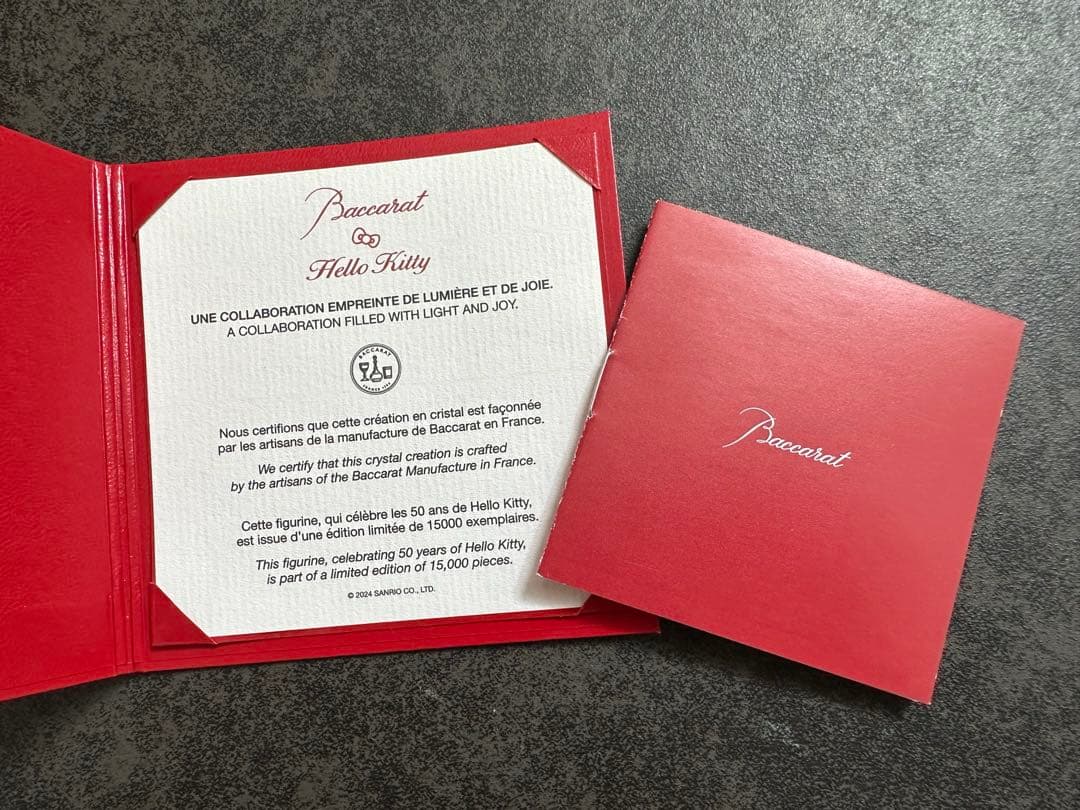 Baccarat
Hello Kitty
UNE COLLABORATION EMPREINTE DE LUMIÈRE ET DE JOIE.
A COLLABORATION FILLED WITH LIGHT AND JOY.
BACCARAT
Nous certifions que cette création en cristal est façonnée
par les artisans de la manufacture de Baccarat en France.
We certify that this crystal creation is crafted
by the artisans of the Baccarat Manufacture in France.
Cette figurine, qui célèbre les 50 ans de Hello Kitty,
est issue d'une édition limitée de 15000 exemplaires.
This figurine, celebrating 50 years of Hello Kitty,
is part of a limited edition of 15,000 pieces.
© 2024 SANRIO CO., LTD.
Baccarat